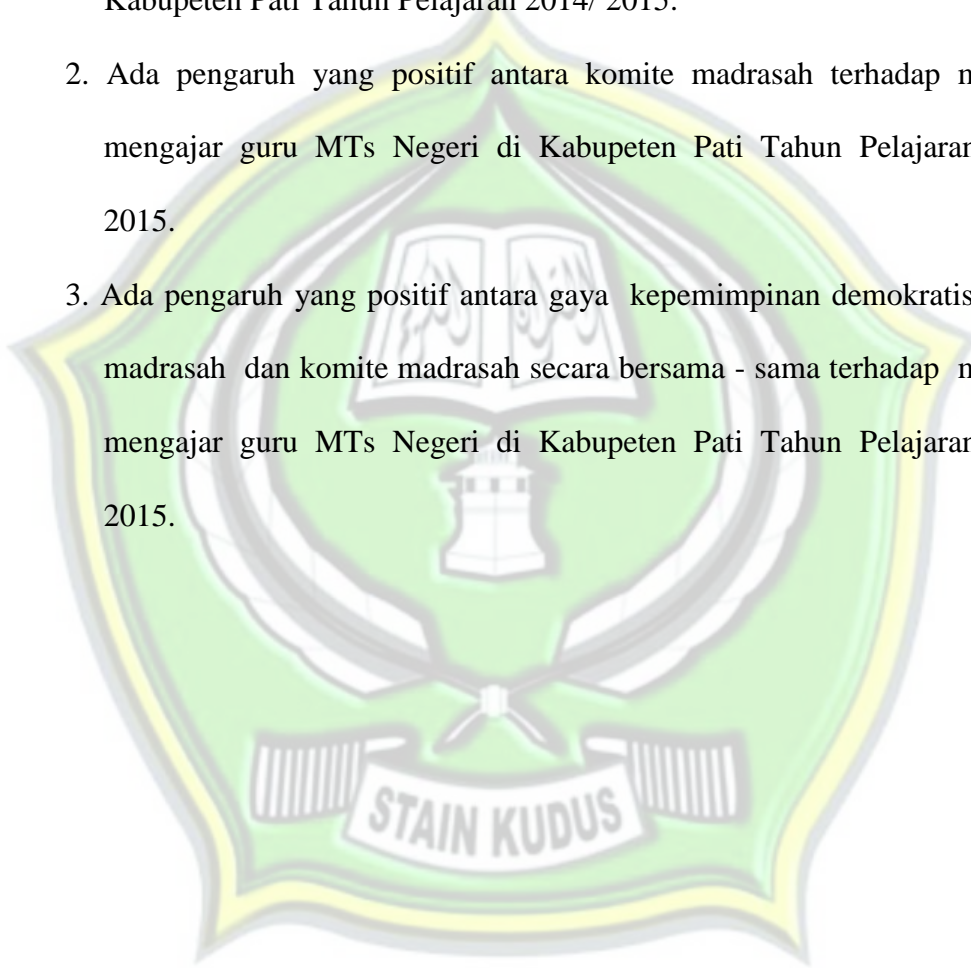 Kabupeten Pati Tahun Pelajaran 2014/ 2015.
2. Ada pengaruh yang positif antara komite madrasah terhadap
mengajar guru MTs Negeri di Kabupeten Pati Tahun Pelajaran
2015.
3. Ada pengaruh yang positif antara gaya kepemimpinan demokratis
madrasah dan komite madrasah secara bersama - sama terhadap
mengajar guru MTs Negeri di Kabupeten Pati Tahun Pelajaran
2015.
STAIN KUDUS